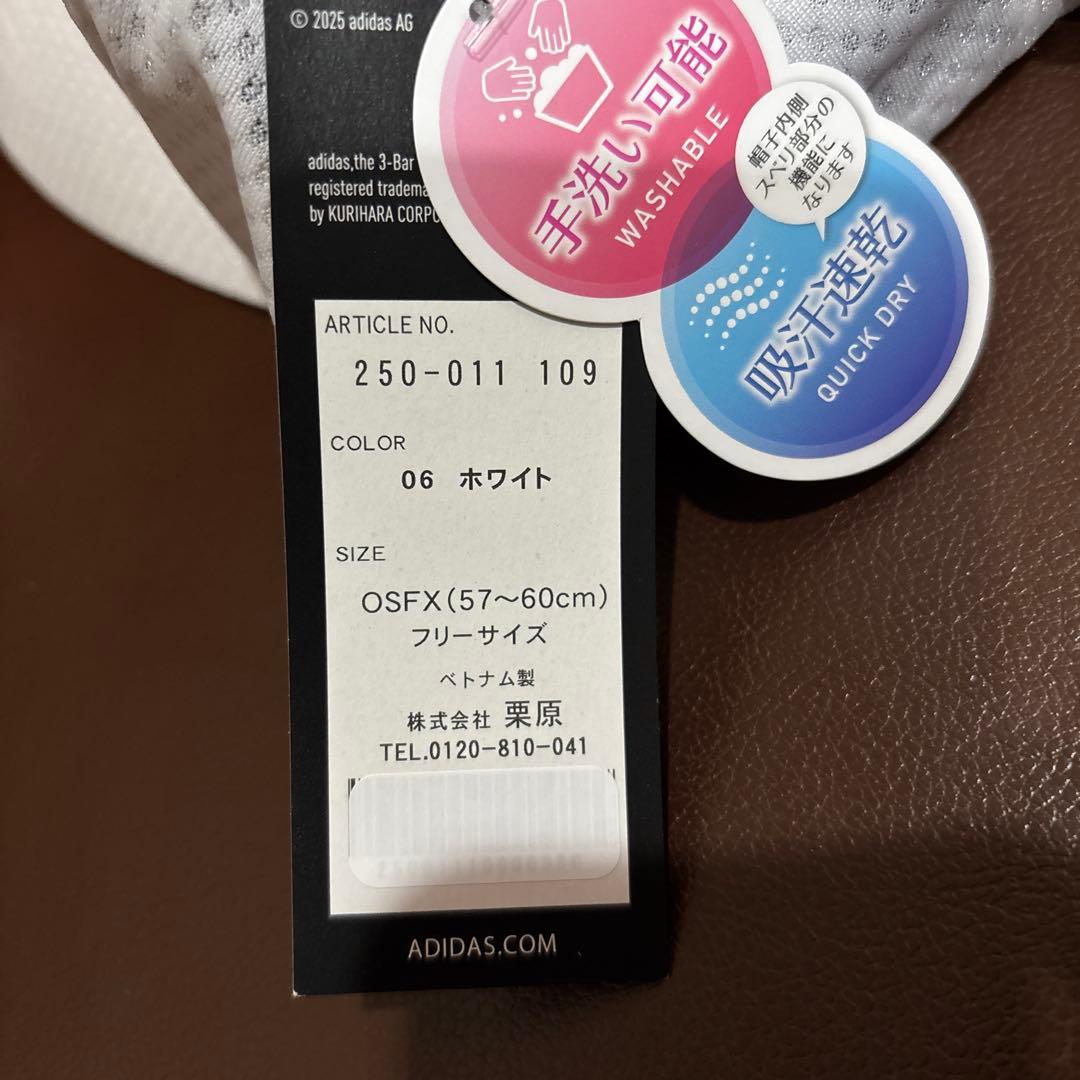 © 2025 adidas AG
adidas,the 3-Bar
registered
by KURIHARA
手洗い可能
WASHABLE
帽子内側
スベリ部分の
機能に
なります
吸汗速乾
QUICK DRY
ARTICLE NO.
250-011 109
COLOR
06 ホワイト
SIZE
OSFX(57～60cm)
フリーサイズ
ベトナム製
株式会社 栗原
TEL.0120-810-041
ADIDAS.COM